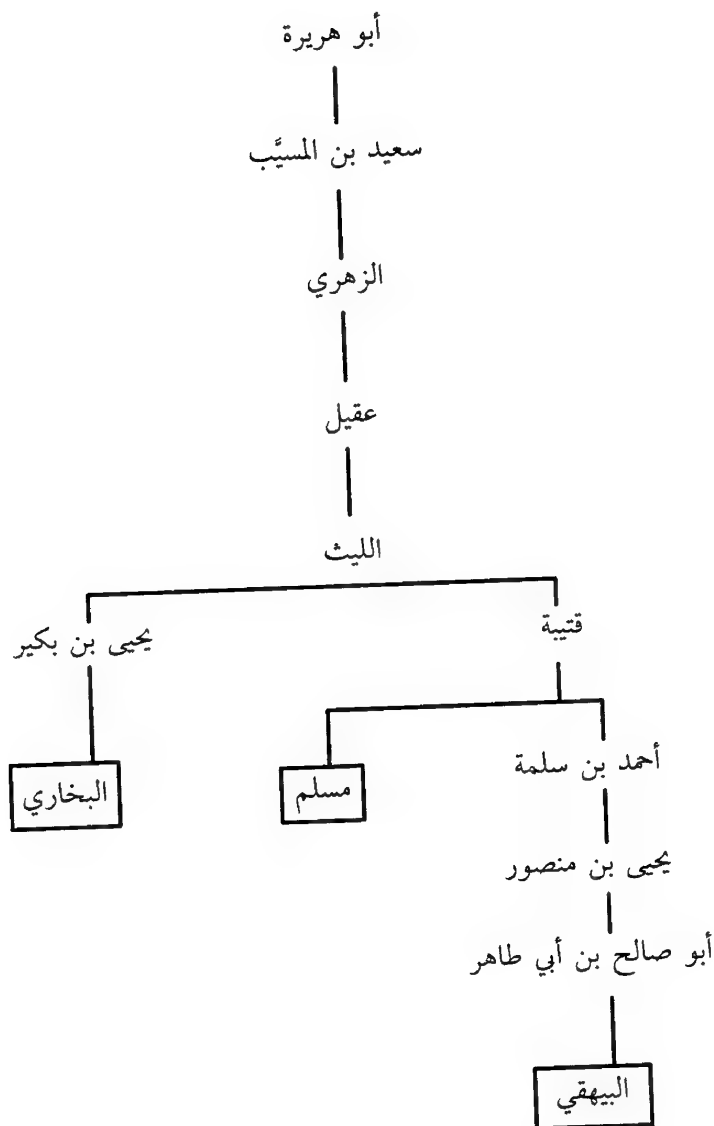 أبو هريرة
سعيد بن المسيَّب
الزهري
عقيل
الليث
قتيبة
يحيى بن بكير
أحمد بن سلمة
مسلم
البخاري
يحيى بن منصور
أبو صالح بن أبي طاهر
البيهقي